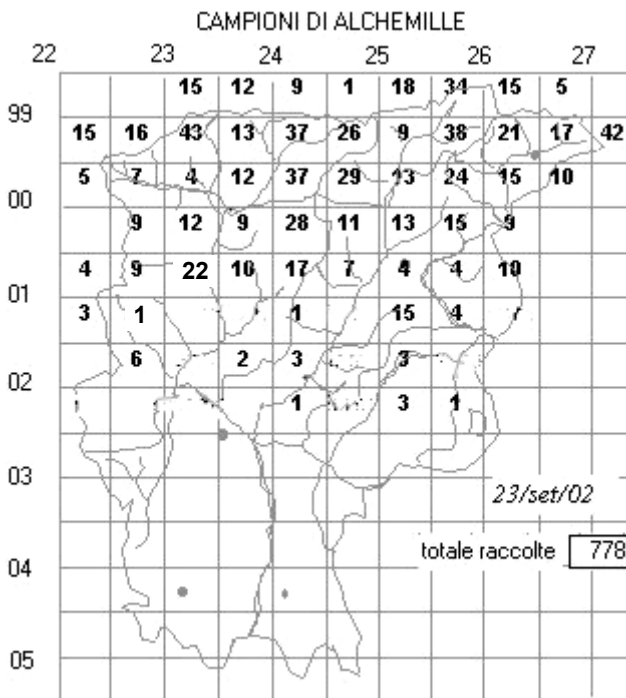 CAMPIONI DI ALCHEMILLE
22 23 24 25 26 27
15 12 9 1 18 34 15 5
99
15 16 43 13 37 26 9 38 21 17 42
5 7 4 12 37 29 13 24 15 10
00
9 12 9 28 11 13 15 9
4 9 22 10 17 7 4 4 10
01
3 1 1 15 4
6 2 3 3
02
1 3 1
03
23/set/02
totale raccolte 778
04
05